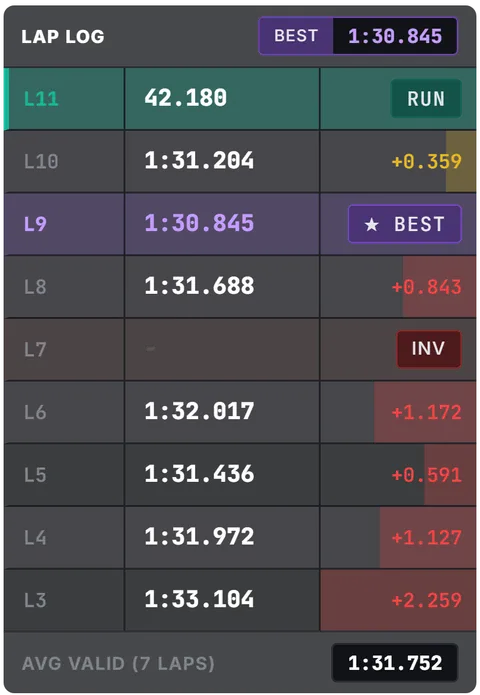 LAP LOG BEST 1:30.845
L11 42.180 RUN
L10 1:31.204 +0.359
L9 1:30.845 ★ BEST
L8 1:31.688 +0.843
L7 - INV
L6 1:32.017 +1.172
L5 1:31.436 +0.591
L4 1:31.972 +1.127
L3 1:33.104 +2.259
AVG VALID (7 LAPS) 1:31.752